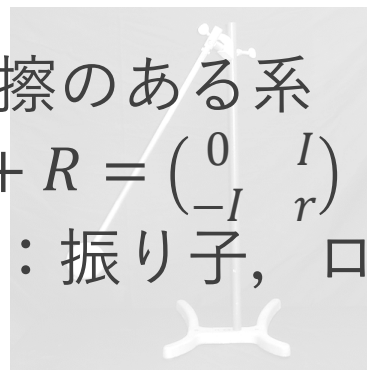 擦のある系
+ R = (0 I
-I r)
：振り子，ロ